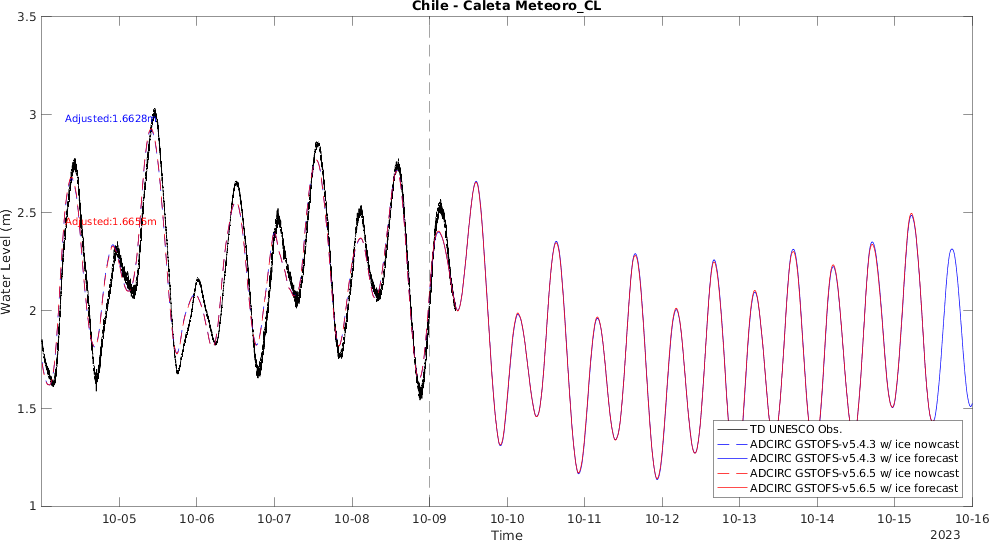 Chile - Caleta Meteoro_CL
3.5
3
2.5
2
1.5
1
Water Level (m)
Adjusted:1.6628m
Adjusted:1.6656m
TD UNESCO Obs.
ADCIRC GSTOFS-v5.4.3 w/ ice nowcast
ADCIRC GSTOFS-v5.4.3 w/ ice forecast
ADCIRC GSTOFS-v5.6.5 w/ ice nowcast
ADCIRC GSTOFS-v5.6.5 w/ ice forecast
10-05 10-06 10-07 10-08 10-09 10-10 10-11 10-12 10-13 10-14 10-15 10-16
Time
2023